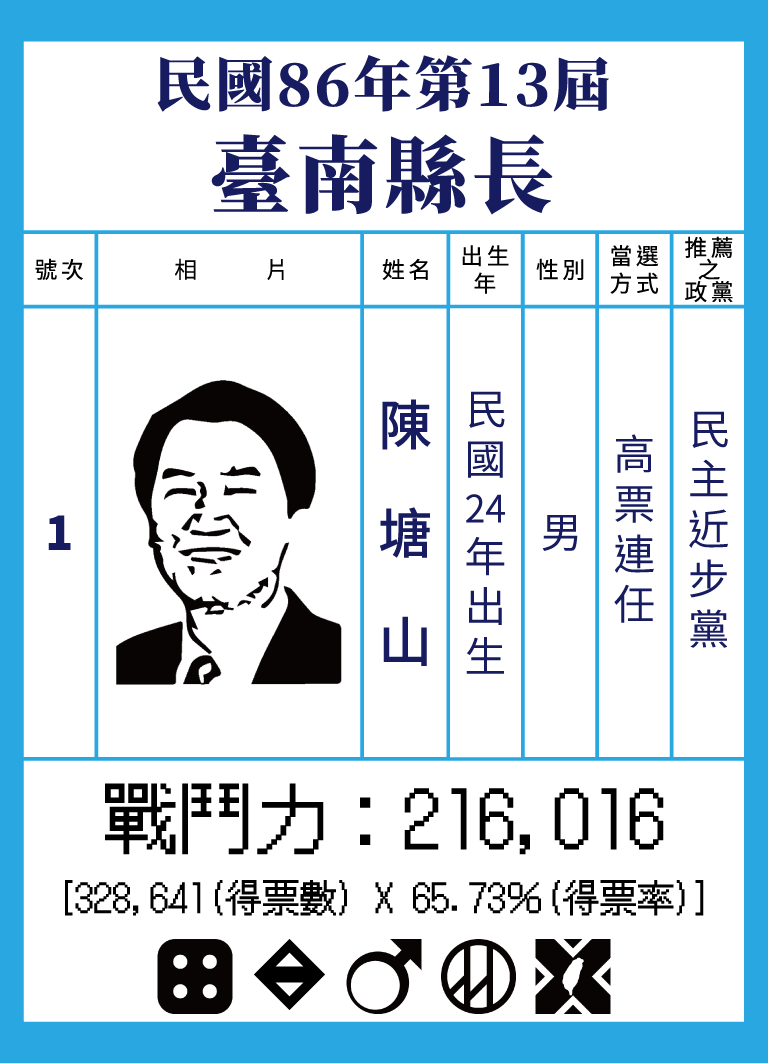 民國86年第13屆
臺南縣長
號次
相 片
姓名
出生
年
性別
當選
方式
推薦
之
政黨
1
陳塘山
民國24年出生
男
高票連任
民主近步黨
戰鬥力：216,016
[328,641(得票數) X 65.73%(得票率)]